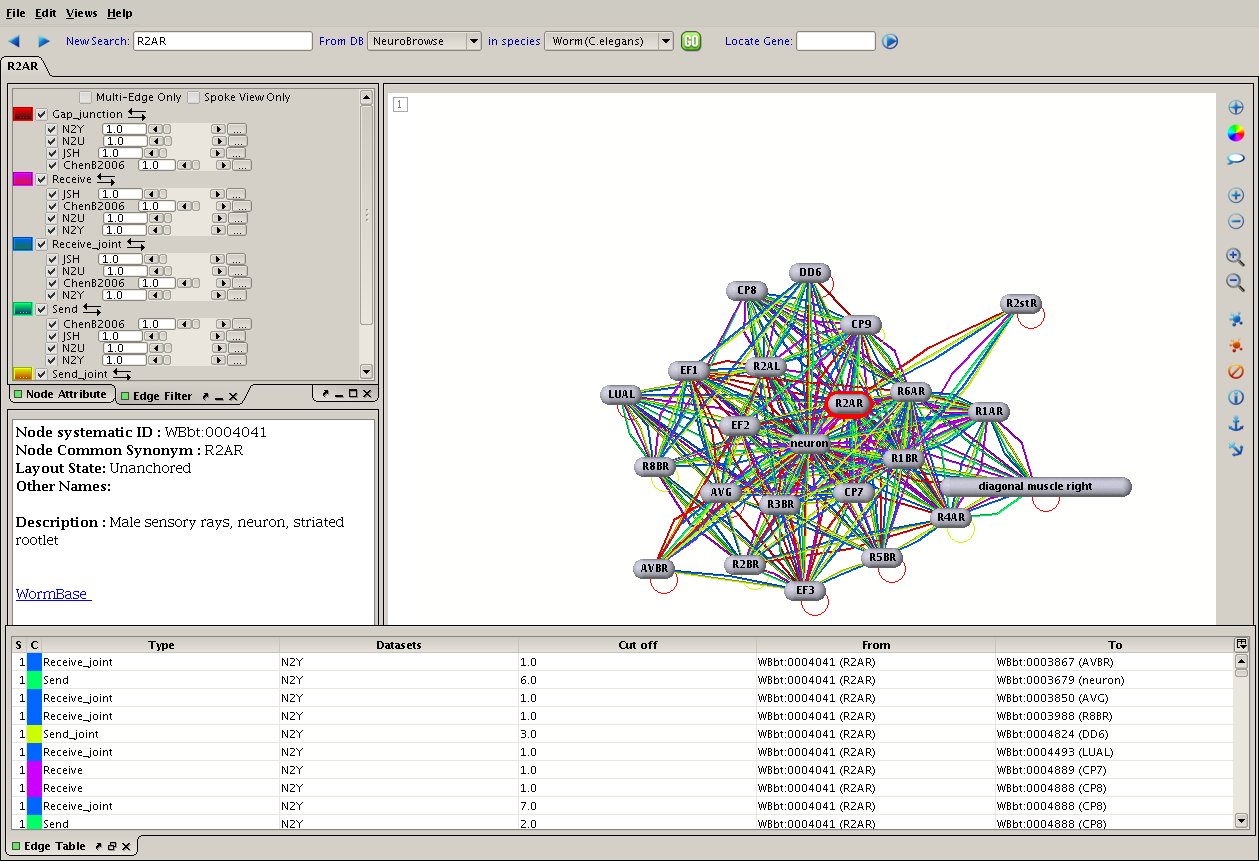 File Edit Views Help
New Search: R2AR From DB NeuroBrowse in species Worm(C.elegans) GO Locate Gene:
R2AR
Multi-Edge Only Spoke View Only
Gap_junction
N2Y 1.0 ...
N2U 1.0 ...
JSH 1.0 ...
ChenB2006 1.0 ...
Receive
JSH 1.0 ...
ChenB2006 1.0 ...
N2U 1.0 ...
N2Y 1.0 ...
Receive_joint
JSH 1.0 ...
N2U 1.0 ...
ChenB2006 1.0 ...
N2Y 1.0 ...
Send
ChenB2006 1.0 ...
JSH 1.0 ...
N2U 1.0 ...
N2Y 1.0 ...
Send_joint
Node Attribute Edge Filter
Node systematic ID : WBbt:0004041
Node Common Synonym : R2AR
Layout State: Unanchored
Other Names:
Description : Male sensory rays, neuron, striated
rootlet
WormBase
1
DD6
CP8
R2stR
CP9
EF1
R2AL
LUAL
R6AR
R2AR
R1AR
EF2
neuron
R1BR
R8BR
diagonal muscle right
AVG
CP7
R3BR
R4AR
R5BR
R2BR
AVBR
EF3
S C Type Datasets Cut off From To
1 Receive_joint N2Y 1.0 WBbt:0004041 (R2AR) WBbt:0003867 (AVBR)
1 Send N2Y 6.0 WBbt:0004041 (R2AR) WBbt:0003679 (neuron)
1 Receive_joint N2Y 1.0 WBbt:0004041 (R2AR) WBbt:0003850 (AVG)
1 Receive_joint N2Y 1.0 WBbt:0004041 (R2AR) WBbt:0003988 (R8BR)
1 Send_joint N2Y 3.0 WBbt:0004041 (R2AR) WBbt:0004824 (DD6)
1 Receive_joint N2Y 1.0 WBbt:0004041 (R2AR) WBbt:0004493 (LUAL)
1 Receive N2Y 1.0 WBbt:0004041 (R2AR) WBbt:0004889 (CP7)
1 Receive N2Y 1.0 WBbt:0004041 (R2AR) WBbt:0004888 (CP8)
1 Receive_joint N2Y 7.0 WBbt:0004041 (R2AR) WBbt:0004888 (CP8)
1 Send N2Y 2.0 WBbt:0004041 (R2AR) WBbt:0004888 (CP8)
Edge Table